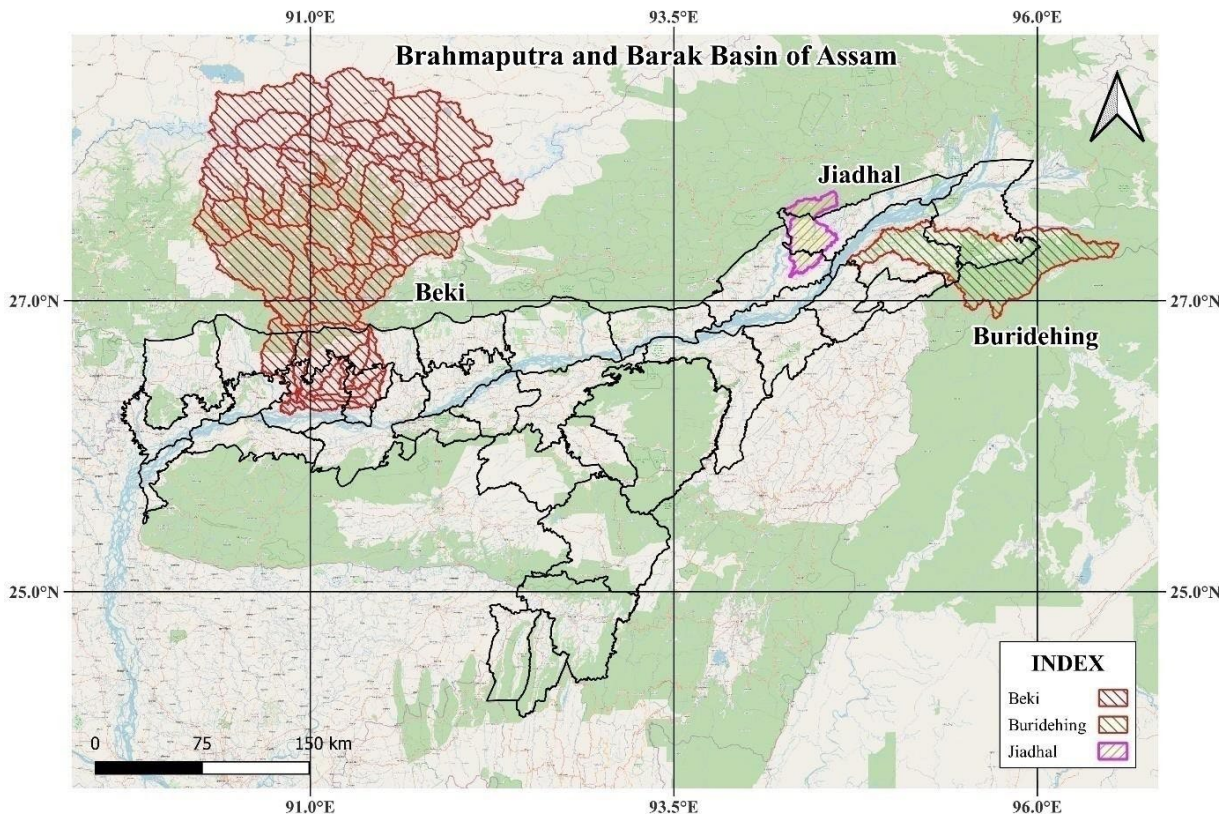 91.0°E 93.5°E 96.0°E
Brahmaputra and Barak Basin of Assam
Jiadhal
Beki
27.0°N 27.0°N
Buridehing
25.0°N 25.0°N
INDEX
Beki
Buridehing
Jiadhal
0 75 150 km
91.0°E 93.5°E 96.0°E